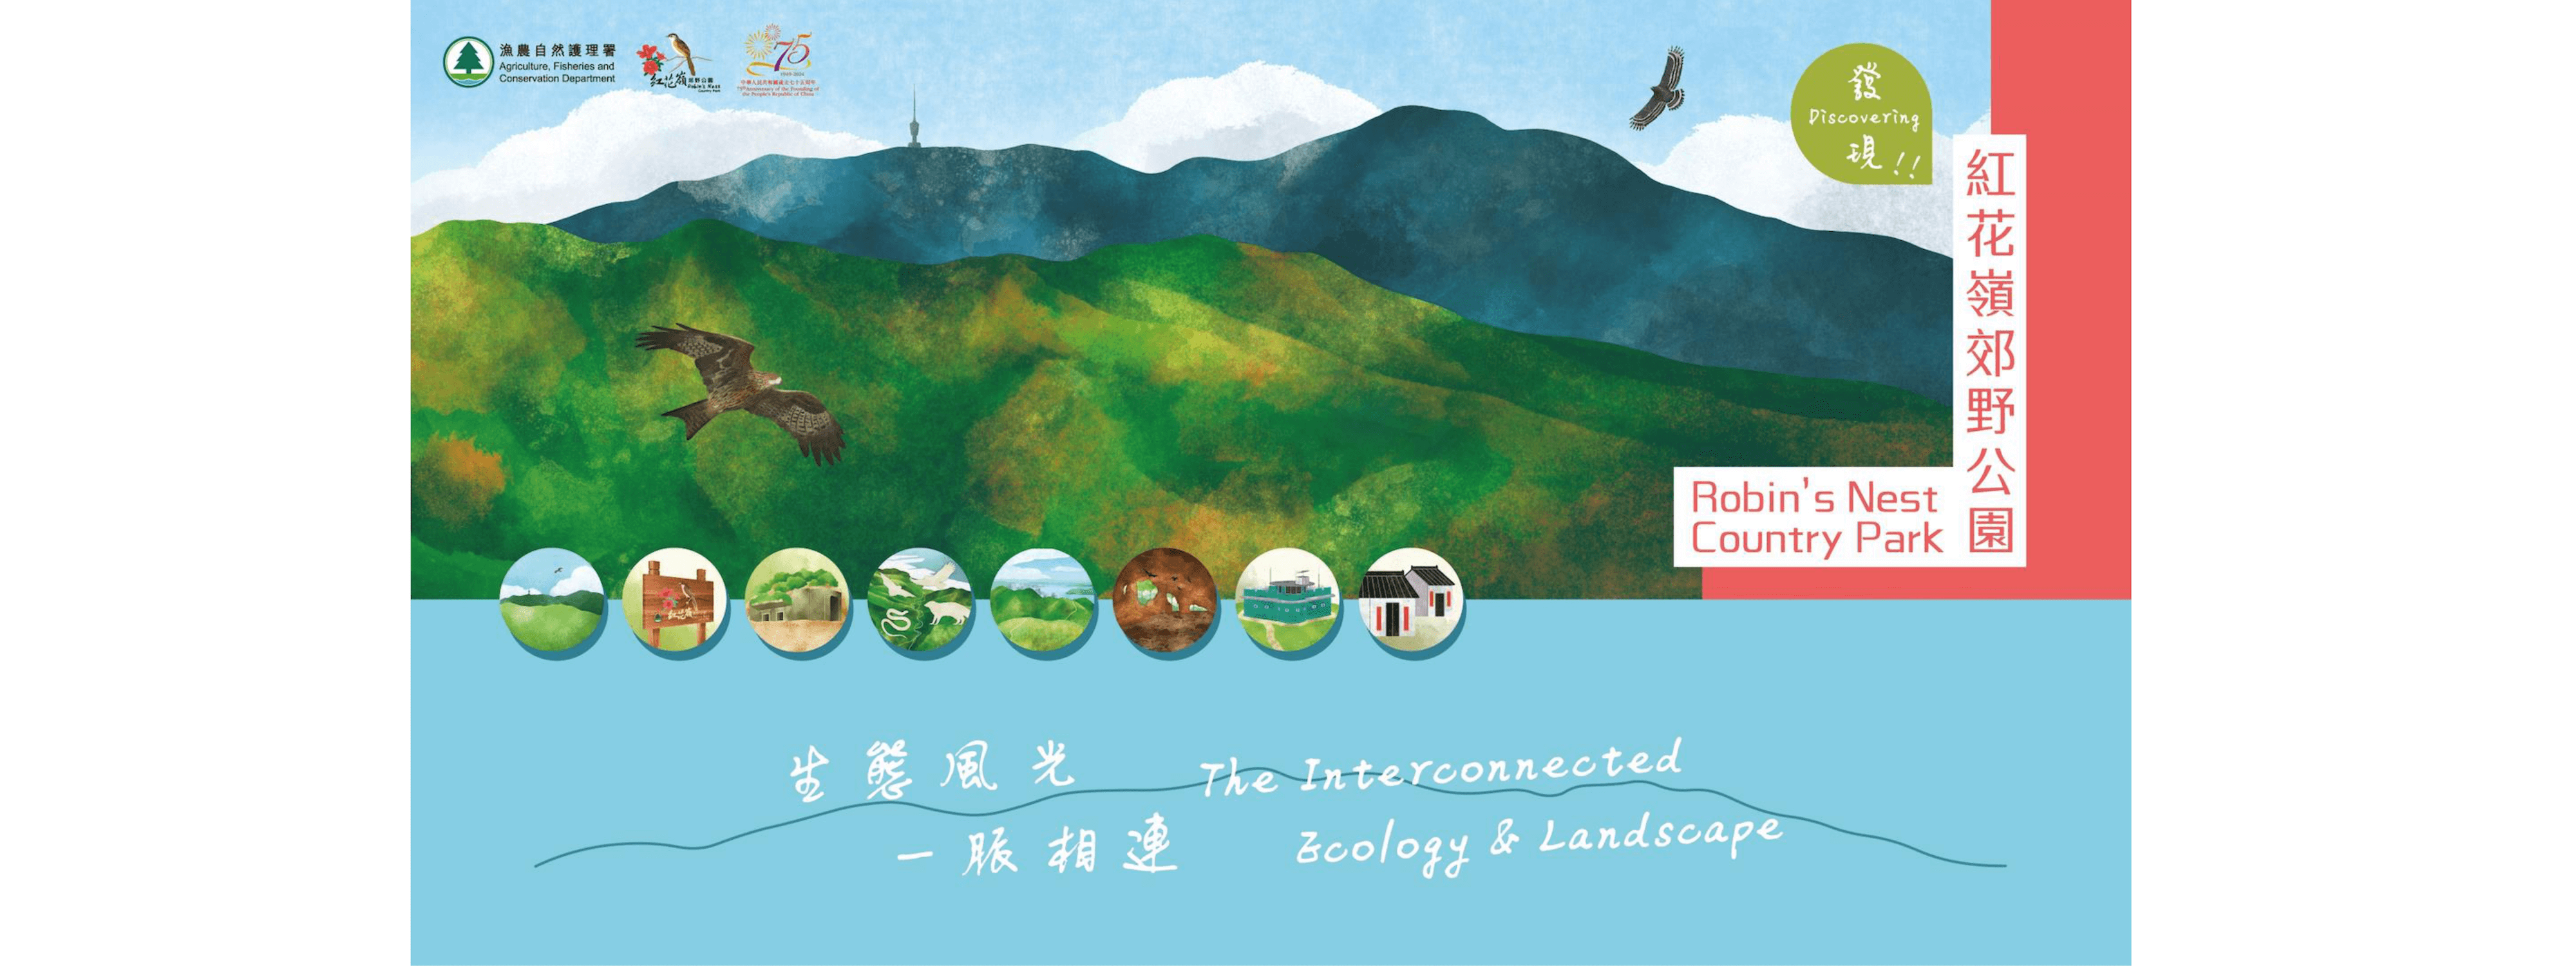 漁農自然護理署
Agriculture, Fisheries and
Conservation Department
紅花嶺郊野公園
Robin's Nest
Country Park
75
1949-2024
中華人民共和國成立七十五周年
75th Anniversary of the Founding of
the People's Republic of China
發
Discovering
現!!
紅花嶺郊野公園
Robin's Nest
Country Park
紅花嶺
生態風光
一脈相連
The Interconnected
Ecology & Landscape